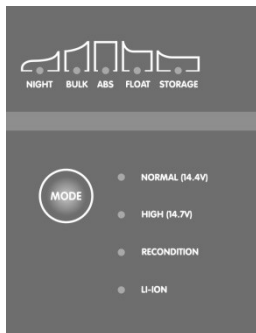 NIGHT BULK ABS FLOAT STORAGE
MODE
NORMAL (14.4V)
HIGH (14.7V)
RECONDITION
LI-ION